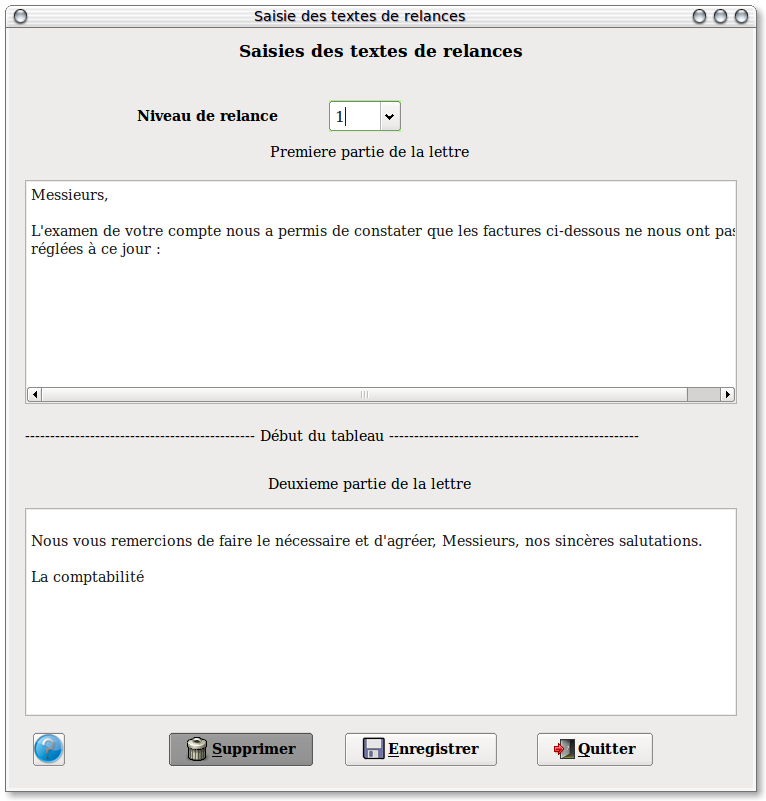 Saisie des textes de relances
Saisies des textes de relances
Niveau de relance 1
Premiere partie de la lettre
Messieurs,
L'examen de votre compte nous a permis de constater que les factures ci-dessous ne nous ont pas
réglées à ce jour :
--------------------------------------------- Début du tableau -------------------------------------------------
Deuxieme partie de la lettre
Nous vous remercions de faire le nécessaire et d'agréer, Messieurs, nos sincères salutations.
La comptabilité
? Supprimer Enregistrer Quitter